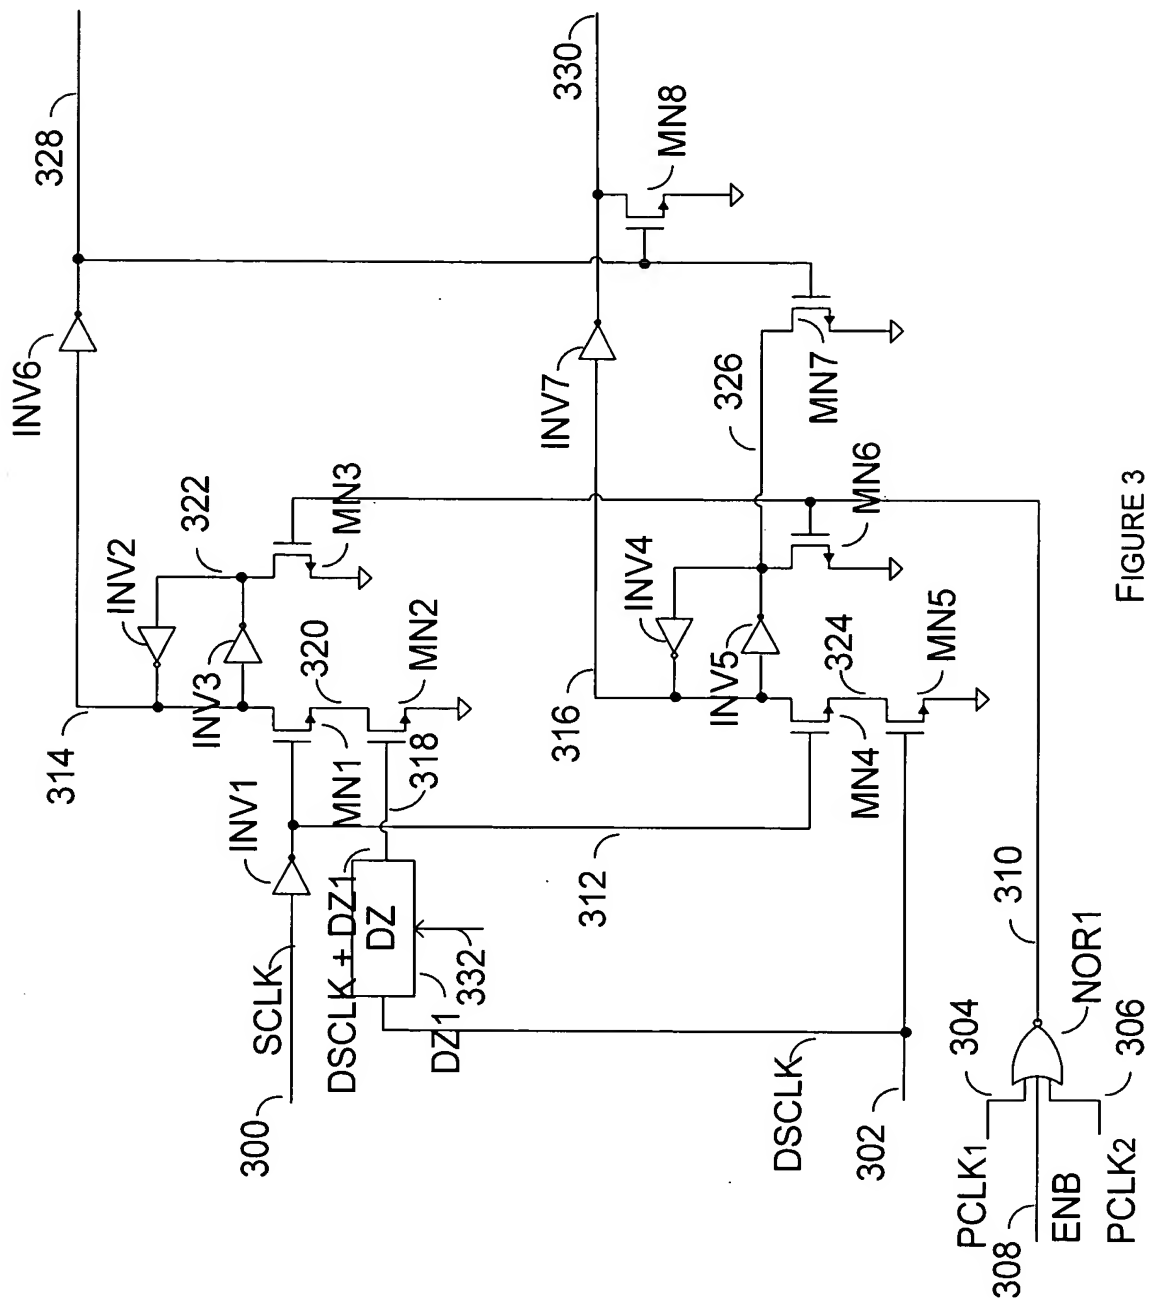 328
330
INV6
MN8
INV7
326
MN7
322
INV2
MN3
INV4
MN6
314
INV3
320
MN2
316
INV5
324
MN5
INV1
MN1
318
MN4
312
310
SCLK
DSCLK + DZ1
DZ
DZ1
332
300
DSCLK
302
304
NOR1
306
PCLK1
308
ENB
PCLK2
FIGURE 3